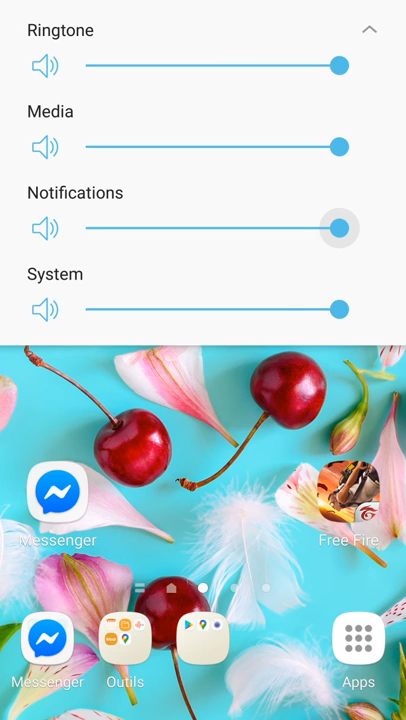 Ringtone
Media
Notifications
System
Messenger
Free Fire
Messenger
Outils
Apps